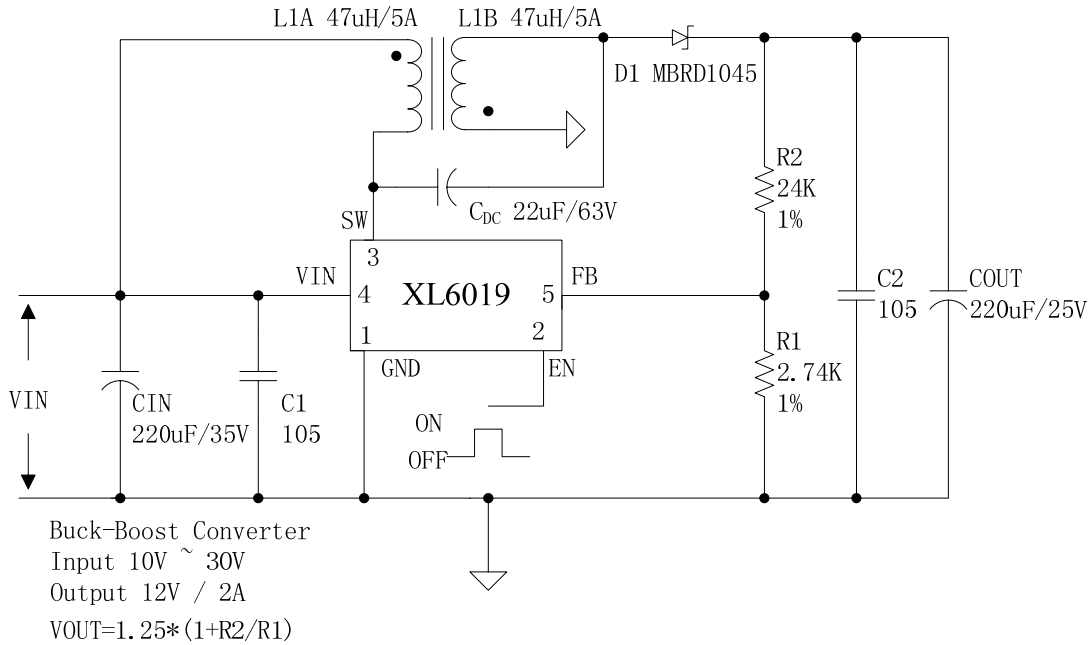 L1A 47uH/5A
L1B 47uH/5A
D1 MBRD1045
R2
24K
1%
C_DC 22uF/63V
SW
3
VIN
4
XL6019
5
FB
1
2
GND
EN
C2
105
COUT
220uF/25V
R1
2.74K
1%
VIN
CIN
220uF/35V
C1
105
ON
OFF
Buck-Boost Converter
Input 10V ~ 30V
Output 12V / 2A
VOUT=1.25*(1+R2/R1)